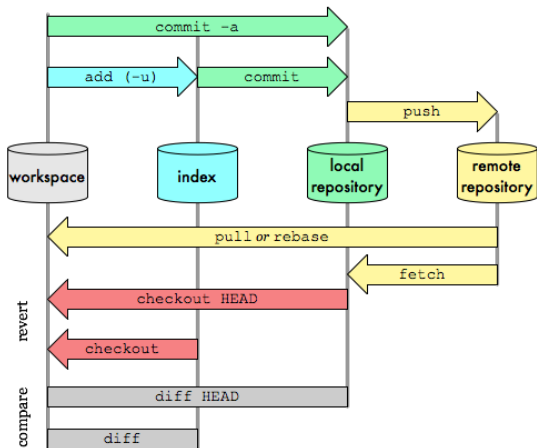 commit -a
add (-u)
commit
push
workspace
index
local
repository
remote
repository
pull or rebase
fetch
revert
checkout HEAD
checkout
compare
diff HEAD
diff